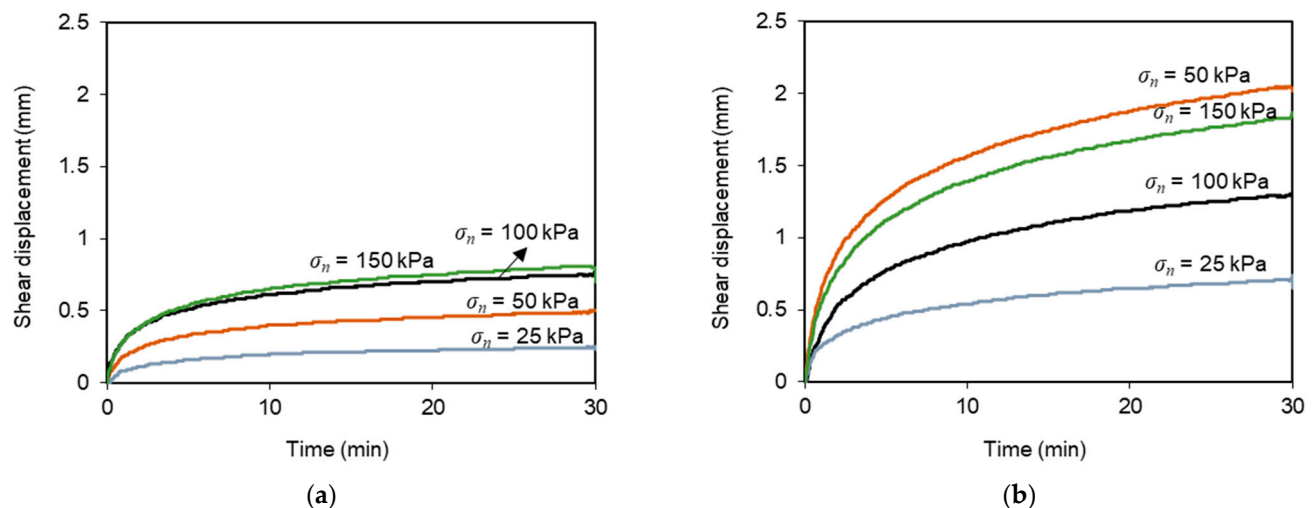 2.5
2
1.5
1
0.5
0
Shear displacement (mm)
σn = 100 kPa
σn = 150 kPa
σn = 50 kPa
σn = 25 kPa
0 10 20 30
Time (min)
(a)
2.5
2
1.5
1
0.5
0
Shear displacement (mm)
σn = 50 kPa
σn = 150 kPa
σn = 100 kPa
σn = 25 kPa
0 10 20 30
Time (min)
(b)